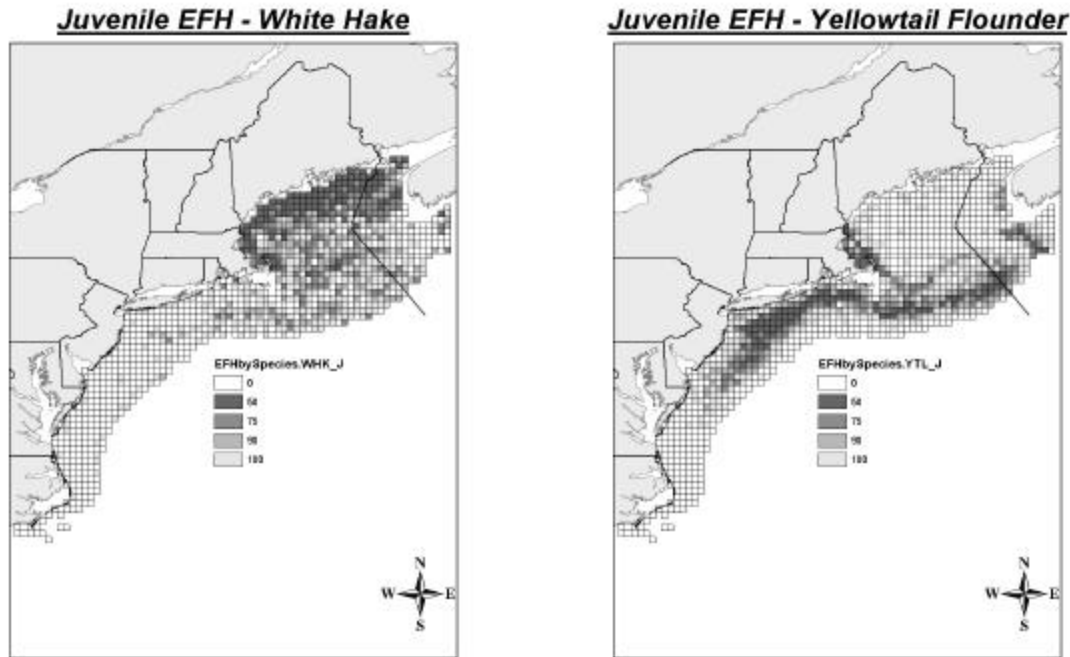 Juvenile EFH - White Hake
EFHbySpecies.WHK_J
0
50
75
90
100
N
W E
S
Juvenile EFH - Yellowtail Flounder
EFHbySpecies.YTL_J
0
50
75
90
100
N
W E
S